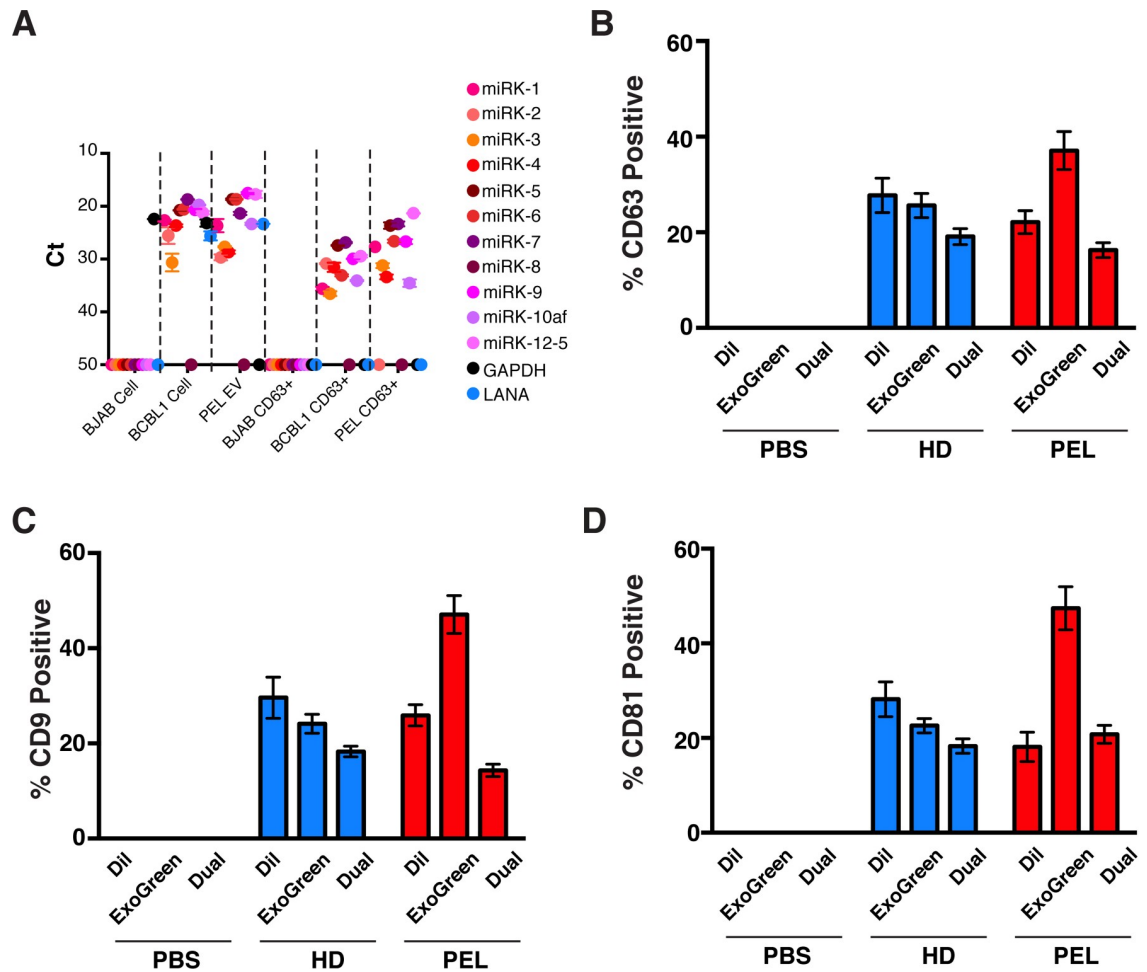 A
Ct
10
20
30
40
50
BJAB Cell
BCBL1 Cell
PEL EV
BJAB CD63+
BCBL1 CD63+
PEL CD63+
miRK-1
miRK-2
miRK-3
miRK-4
miRK-5
miRK-6
miRK-7
miRK-8
miRK-9
miRK-10af
miRK-12-5
GAPDH
LANA
B
% CD63 Positive
60
40
20
0
Dil ExoGreen Dual Dil ExoGreen Dual Dil ExoGreen Dual
PBS HD PEL
C
% CD9 Positive
60
40
20
0
Dil ExoGreen Dual Dil ExoGreen Dual Dil ExoGreen Dual
PBS HD PEL
D
% CD81 Positive
60
40
20
0
Dil ExoGreen Dual Dil ExoGreen Dual Dil ExoGreen Dual
PBS HD PEL